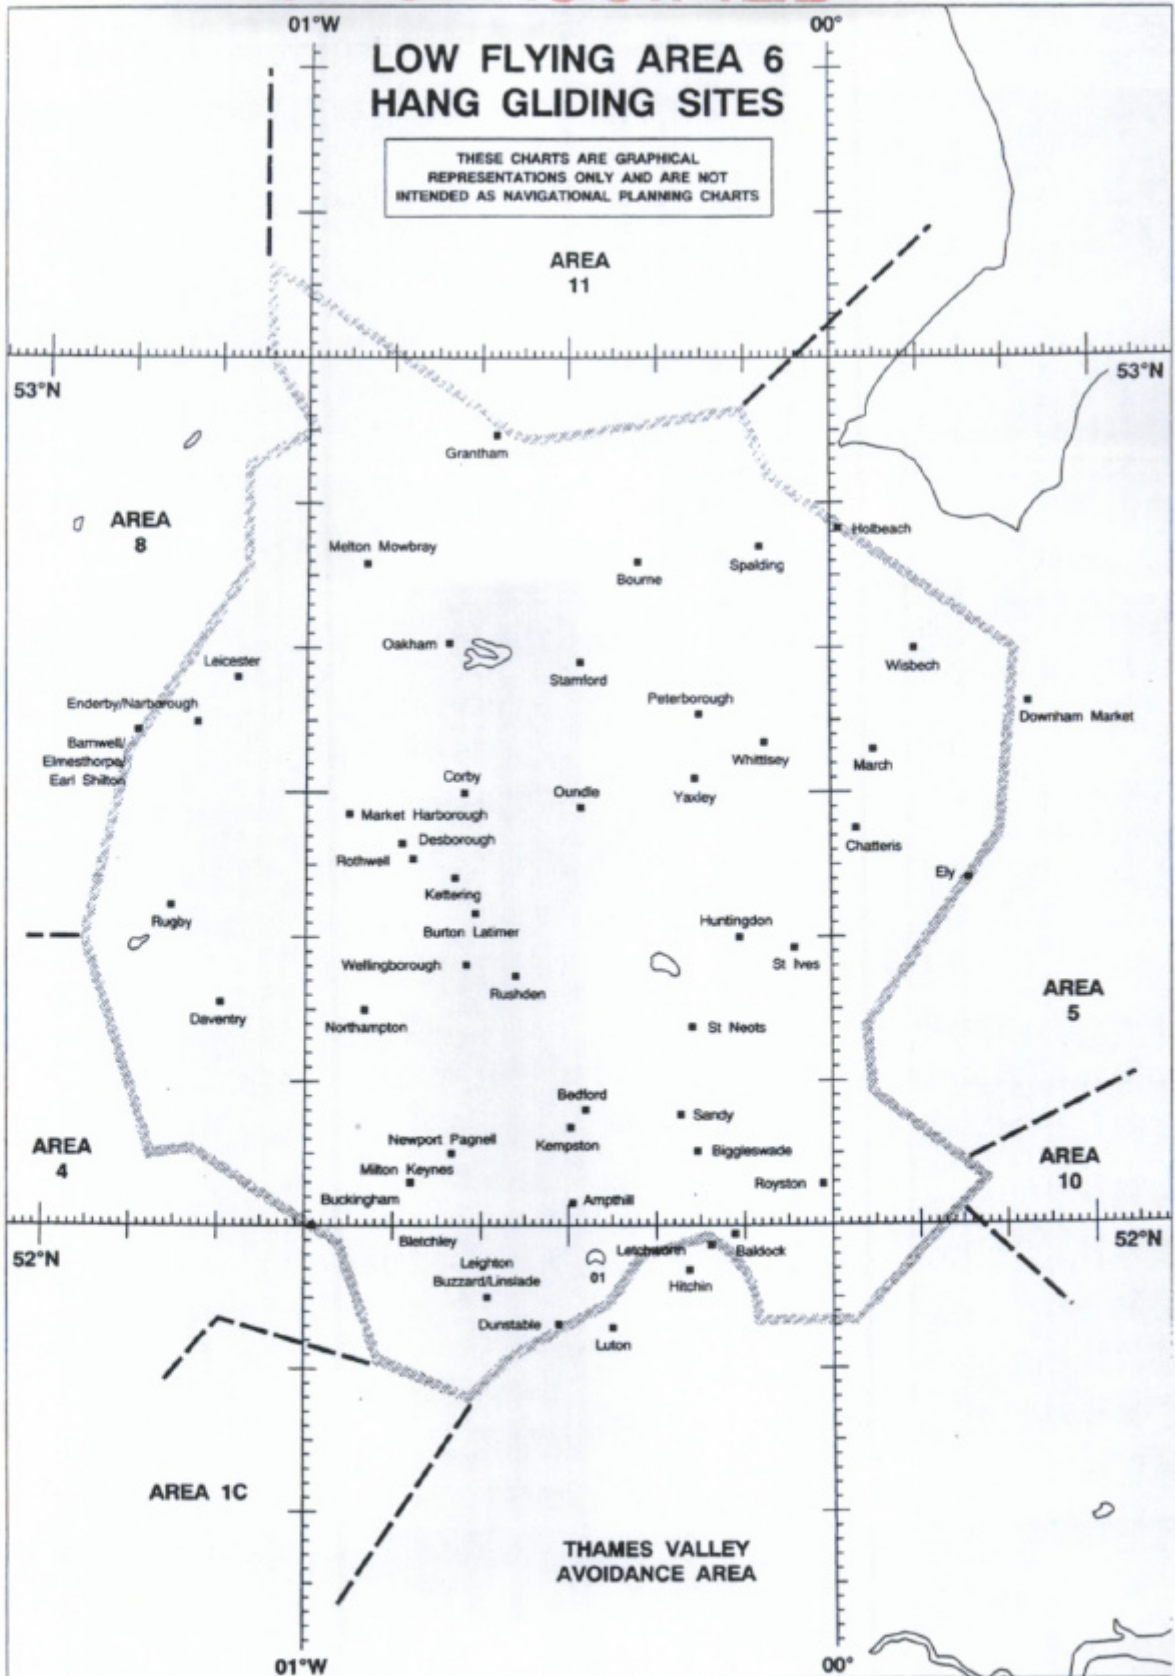 01°W
00°
LOW FLYING AREA 6
HANG GLIDING SITES
THESE CHARTS ARE GRAPHICAL
REPRESENTATIONS ONLY AND ARE NOT
INTENDED AS NAVIGATIONAL PLANNING CHARTS
AREA
11
53°N
53°N
Grantham
AREA
8
Holbeach
Melton Mowbray
Spalding
Bourne
Oakham
Leicester
Wisbech
Stamford
Enderby/Narborough
Peterborough
Downham Market
Barnwell/
Elmesthorpe/
Earl Shilton
Whittlsey
March
Corby
Oundle
Yaxley
Market Harborough
Desborough
Chatteris
Rothwell
Ely
Kettering
Rugby
Huntingdon
Burton Latimer
St Ives
Wellingborough
Rushden
AREA
5
Daventry
Northampton
St Neots
Bedford
Sandy
Newport Pagnell
Kempston
Biggleswade
AREA
4
AREA
10
Milton Keynes
Royston
Buckingham
Ampthill
52°N
52°N
Bletchley
Letchworth
Baldock
Leighton
Buzzard/Linslade
01
Hitchin
Dunstable
Luton
AREA 1C
THAMES VALLEY
AVOIDANCE AREA
01°W
00°